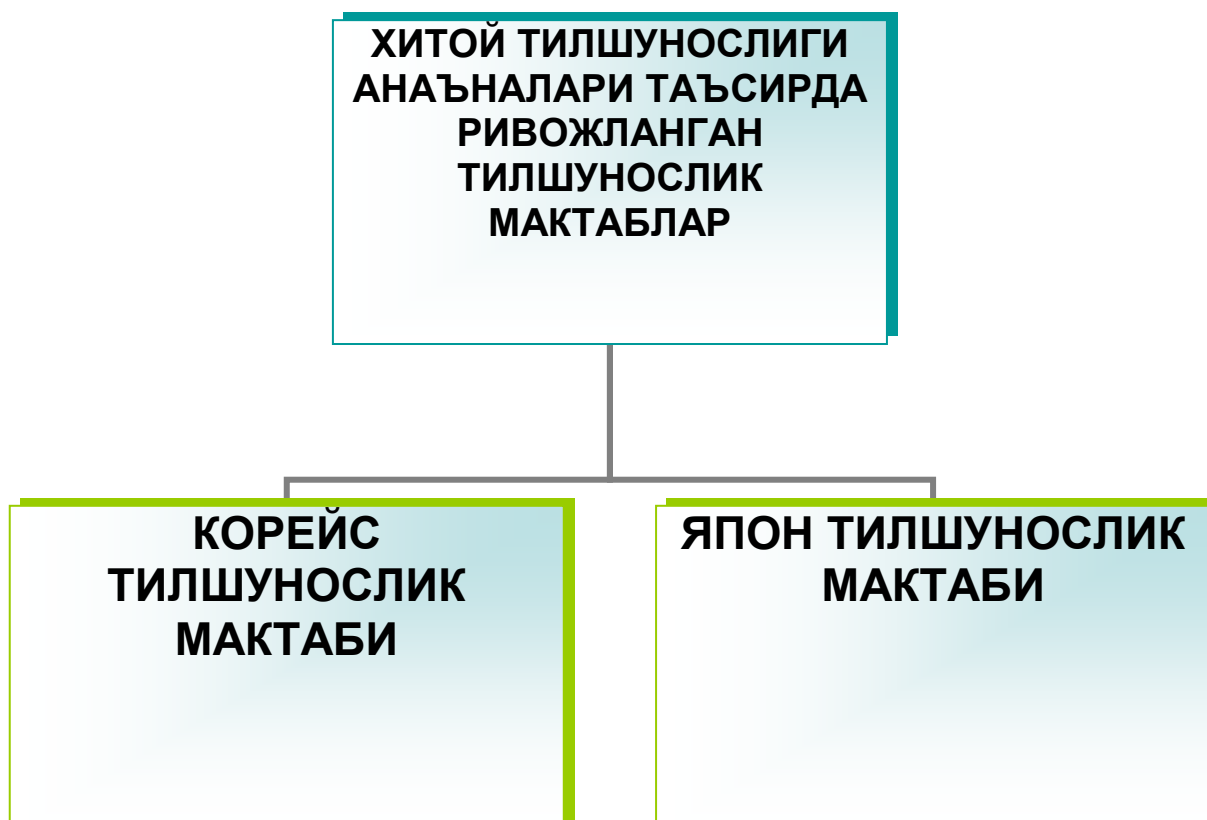 ХИТОЙ ТИЛШУНОСЛИГИ
АНАЪНАЛАРИ ТАЪСИРДА
РИВОЖЛАНГАН
ТИЛШУНОСЛИК
МАКТАБЛАР
КОРЕЙС
ТИЛШУНОСЛИК
МАКТАБИ
ЯПОН ТИЛШУНОСЛИК
МАКТАБИ